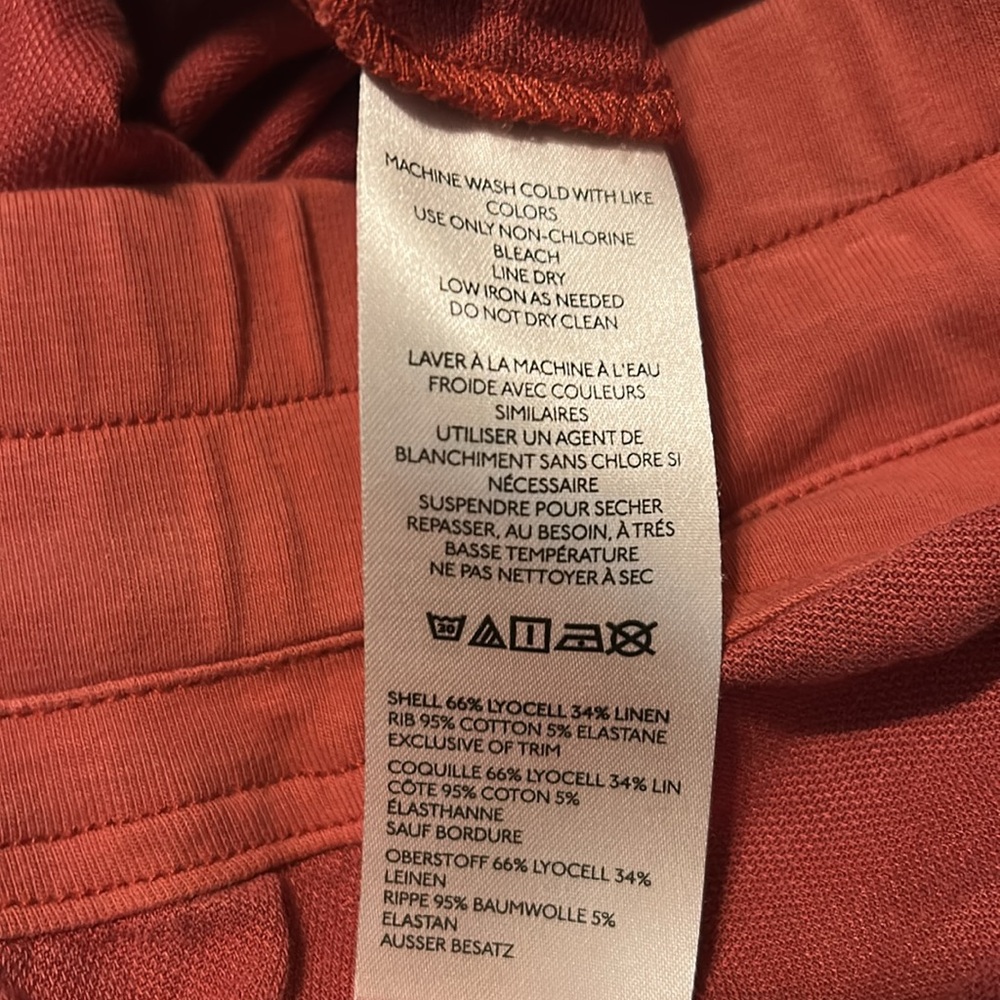 MACHINE WASH COLD WITH LIKE
COLORS
USE ONLY NON-CHLORINE
BLEACH
LINE DRY
LOW IRON AS NEEDED
DO NOT DRY CLEAN
LAVER À LA MACHINE À L'EAU
FROIDE AVEC COULEURS
SIMILAIRES
UTILISER UN AGENT DE
BLANCHIMENT SANS CHLORE SI
NÉCESSAIRE
SUSPENDRE POUR SECHER
REPASSER, AU BESOIN, À TRÉS
BASSE TEMPÉRATURE
NE PAS NETTOYER À SEC
30
SHELL 66% LYOCELL 34% LINEN
RIB 95% COTTON 5% ELASTANE
EXCLUSIVE OF TRIM
COQUILLE 66% LYOCELL 34% LIN
CÔTE 95% COTON 5%
ÉLASTHANNE
SAUF BORDURE
OBERSTOFF 66% LYOCELL 34%
LEINEN
RIPPE 95% BAUMWOLLE 5%
ELASTAN
AUSSER BESATZ